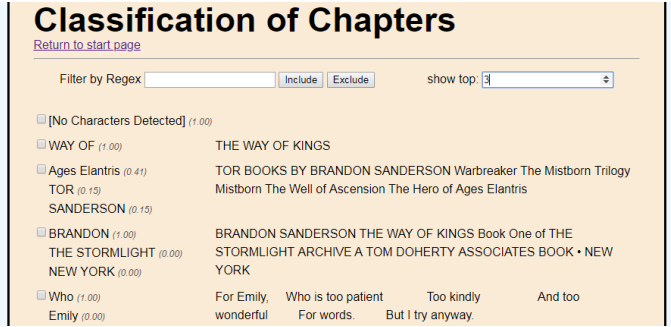 Classification of Chapters
Return to start page
Filter by Regex Include Exclude show top: 3
[No Characters Detected] (1.00)
WAY OF (1.00) THE WAY OF KINGS
Ages Elantris (0.41) TOR BOOKS BY BRANDON SANDERSON Warbreaker The Mistborn Trilogy
TOR (0.15) Mistborn The Well of Ascension The Hero of Ages Elantris
SANDERSON (0.15)
BRANDON (1.00) BRANDON SANDERSON THE WAY OF KINGS Book One of THE
THE STORMLIGHT (0.00) STORMLIGHT ARCHIVE A TOM DOHERTY ASSOCIATES BOOK • NEW
NEW YORK (0.00) YORK
Who (1.00) For Emily, Who is too patient Too kindly And too
Emily (0.00) wonderful For words. But I try anyway.